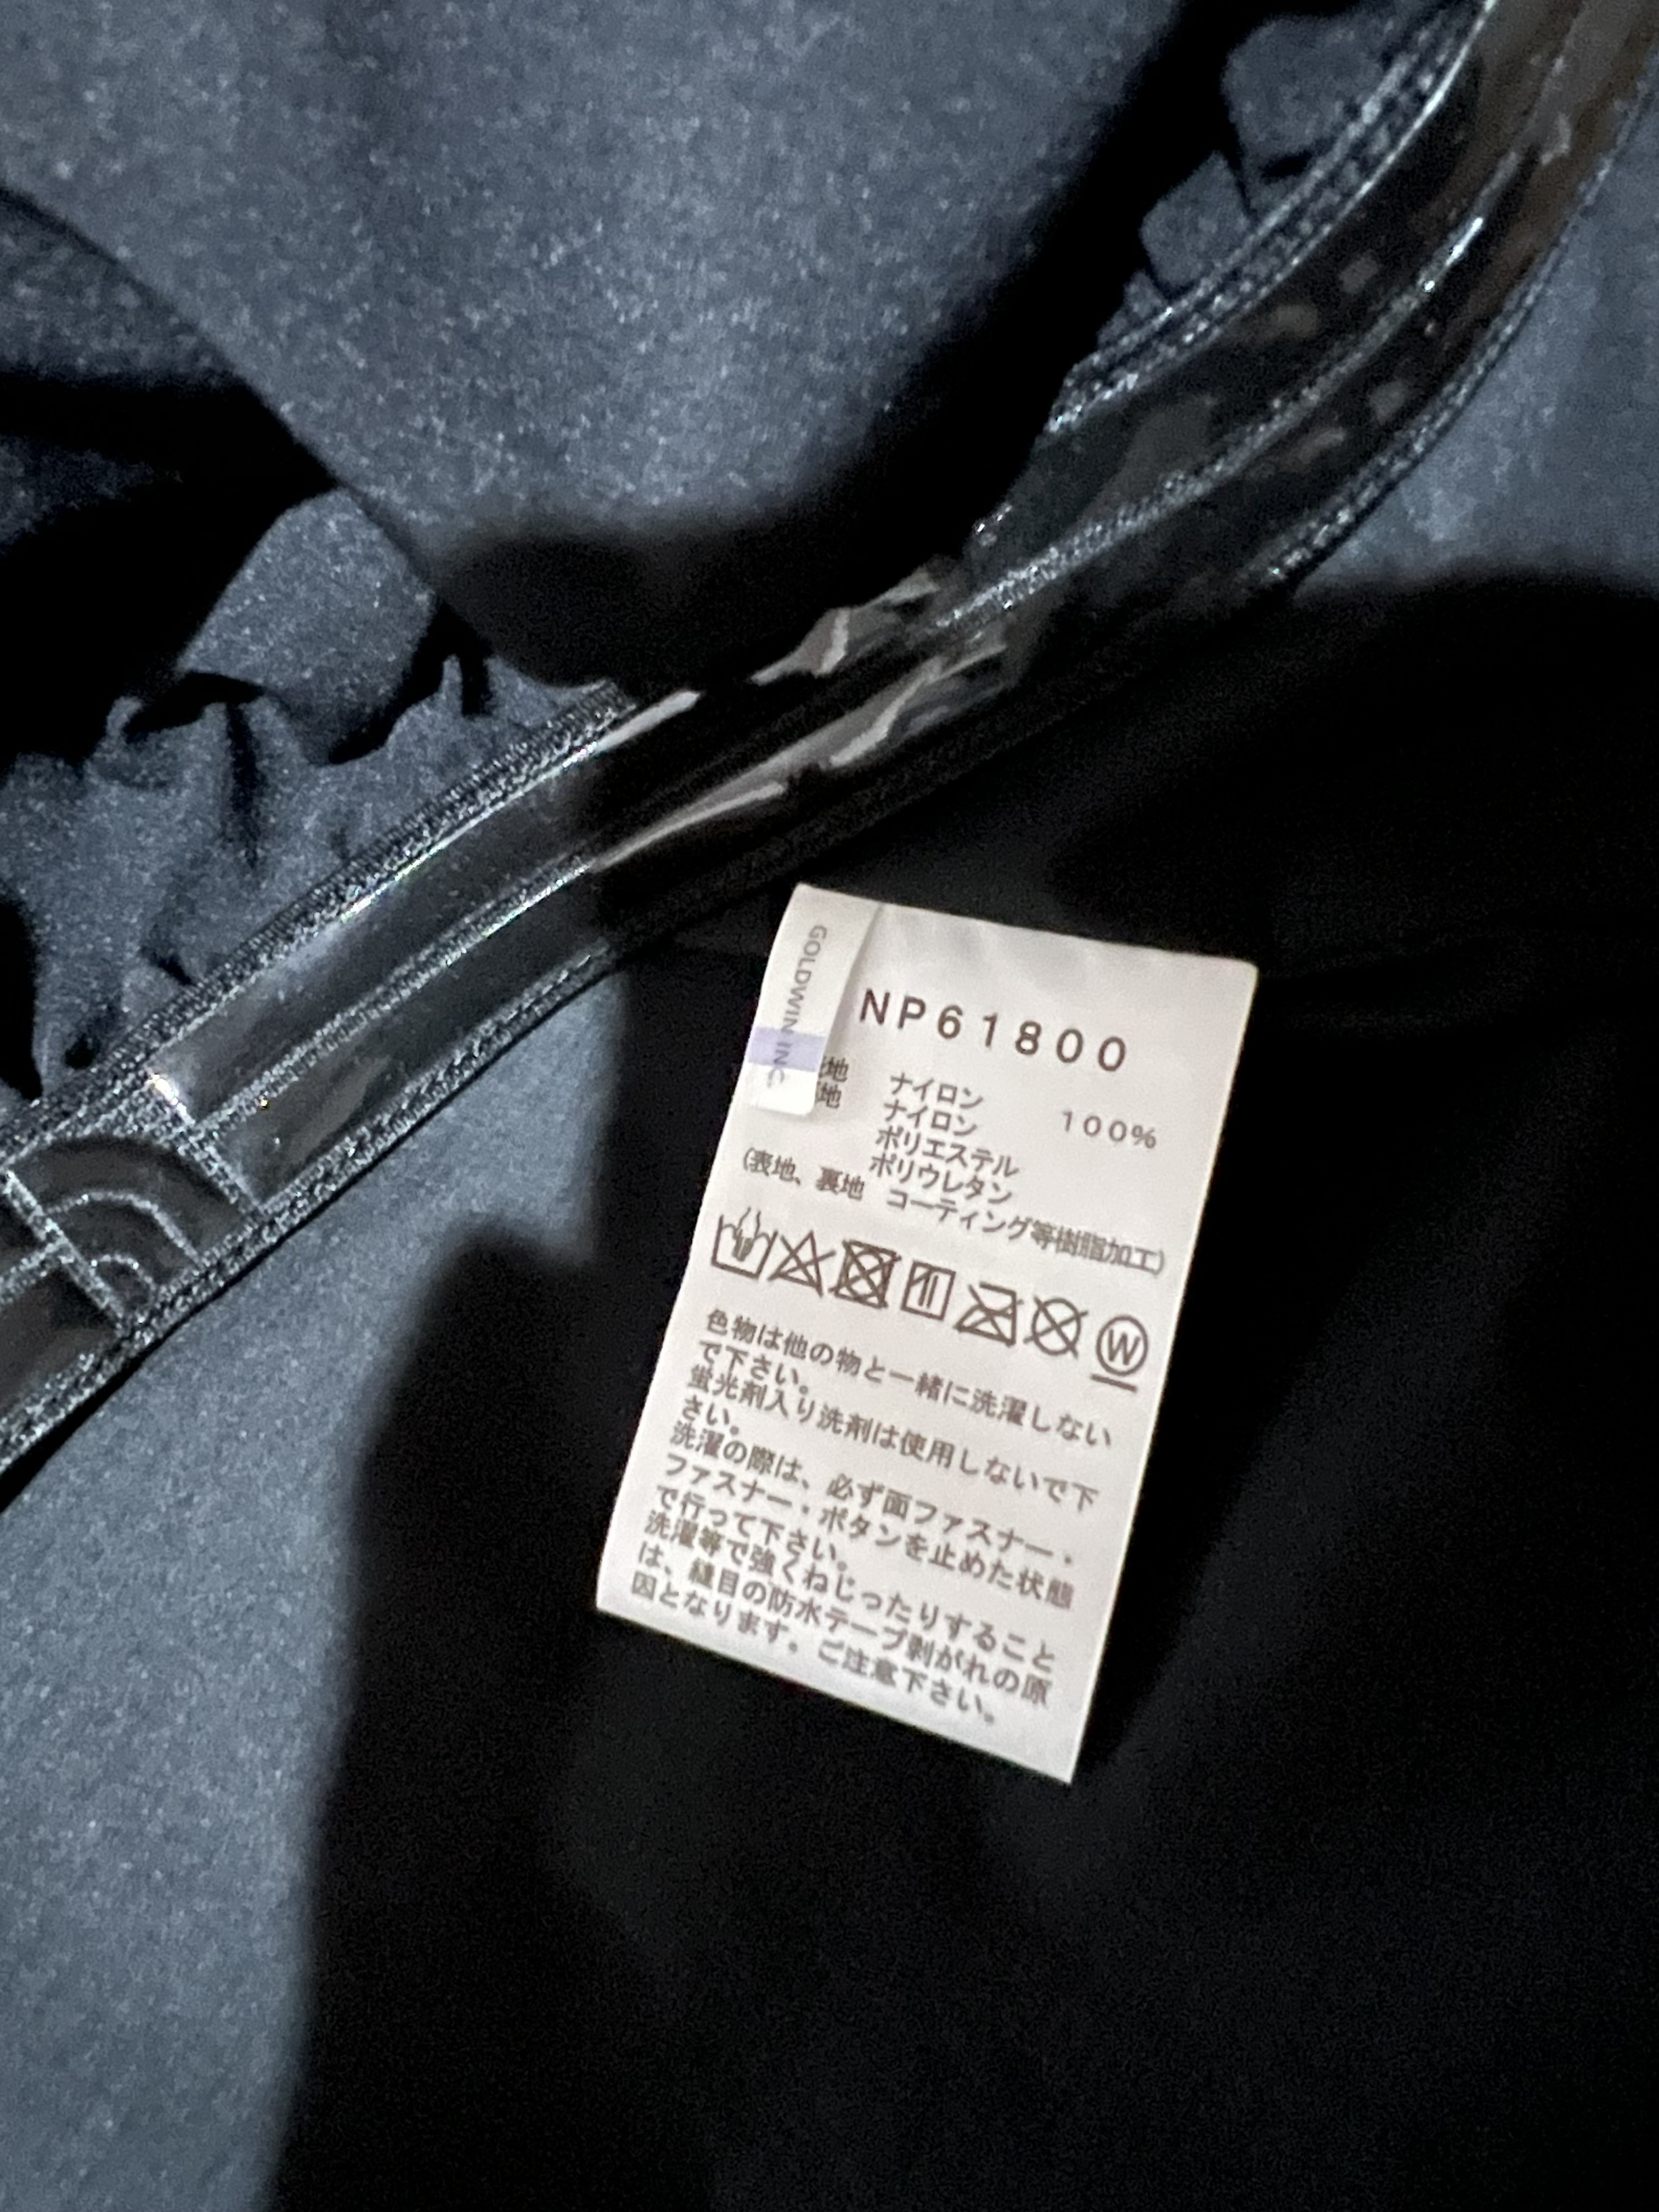 GOLDWIN INC.
NP61800
地 ナイロン
地 ナイロン 100%
ポリエステル
ポリウレタン
(表地、裏地 コーティング等樹脂加工)
W
色物は他の物と一緒に洗濯しない
で下さい。
蛍光剤入り洗剤は使用しないで下
さい。
洗濯の際は、必ず面ファスナー・
ファスナー・ボタンを止めた状態
で行って下さい。
洗濯等で強くねじったりすること
は、縫目の防水テープ剥がれの原
因となります。ご注意下さい。